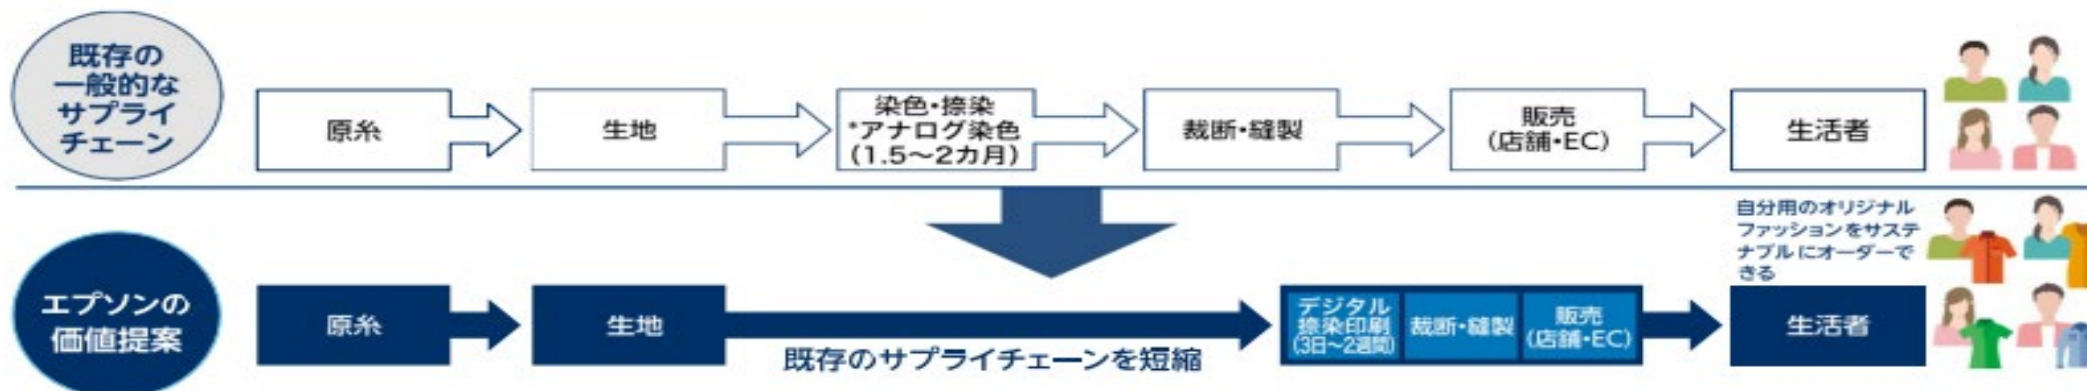 既存の
一般的な
サプライ
チェーン
原糸
生地
染色・捺染
*アナログ染色
(1.5～2カ月)
裁断・縫製
販売
(店舗・EC)
生活者
エプソンの
価値提案
原糸
生地
既存のサプライチェーンを短縮
デジタル
捺染印刷
(3日～2週間)
裁断・縫製
販売
(店舗・EC)
自分用のオリジナル
ファッションをサステ
ナブルにオーダーで
きる
生活者